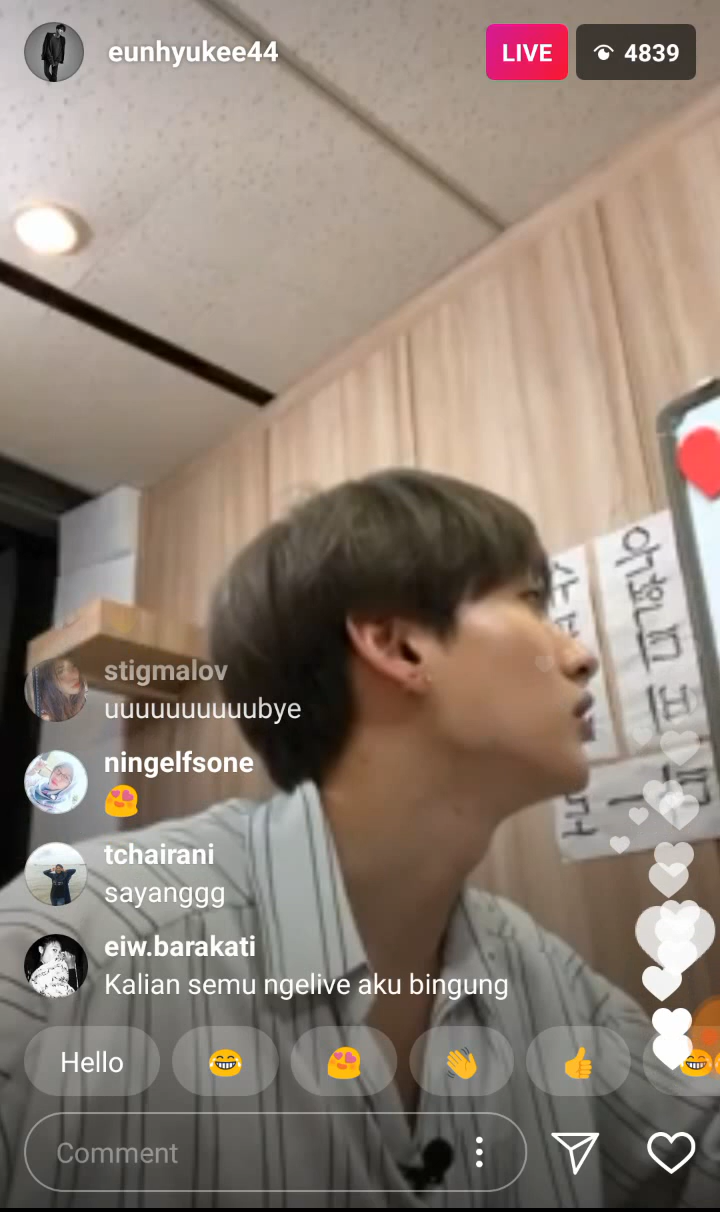 eunhyukee44
LIVE
4839
stigmalov
uuuuuuuuuubye
ningelfsone
😍
tchairani
sayanggg
eiw.barakati
Kalian semu ngelive aku bingung
Hello
😂 😍 👋 👍 😂
Comment